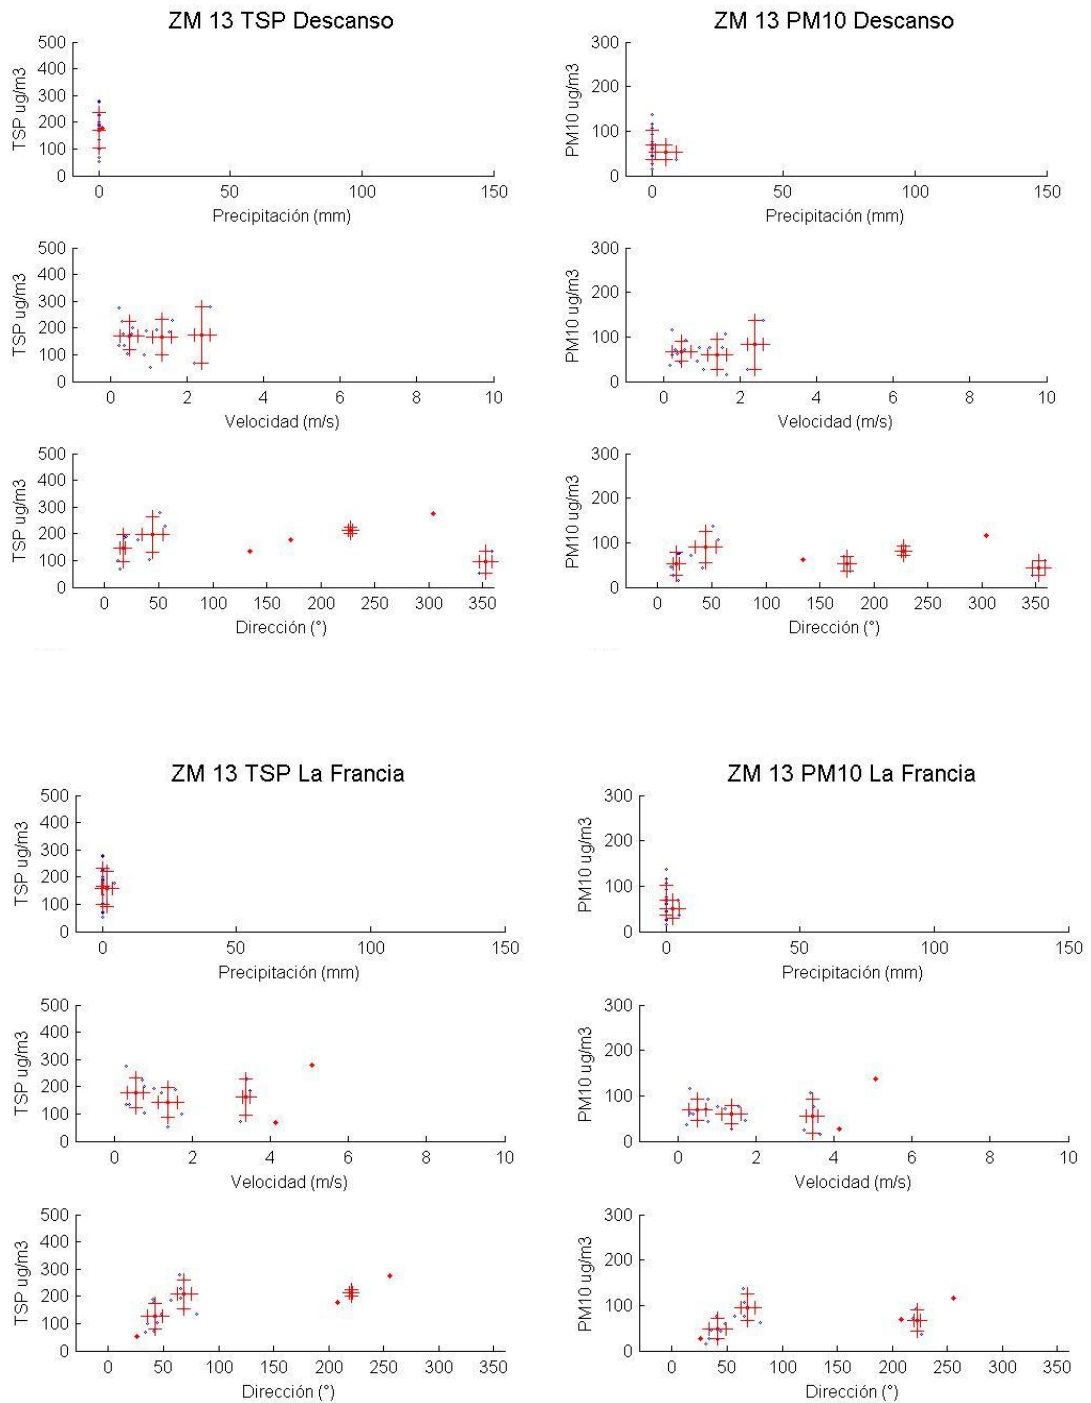 ZM 13 TSP Descanso
500
400
300
200
100
0
TSP ug/m3
0 50 100 150
Precipitación (mm)
500
400
300
200
100
0
TSP ug/m3
0 2 4 6 8 10
Velocidad (m/s)
500
400
300
200
100
0
TSP ug/m3
0 50 100 150 200 250 300 350
Dirección (°)
ZM 13 PM10 Descanso
300
200
100
0
PM10 ug/m3
0 50 100 150
Precipitación (mm)
300
200
100
0
PM10 ug/m3
0 2 4 6 8 10
Velocidad (m/s)
300
200
100
0
PM10 ug/m3
0 50 100 150 200 250 300 350
Dirección (°)
ZM 13 TSP La Francia
500
400
300
200
100
0
TSP ug/m3
0 50 100 150
Precipitación (mm)
500
400
300
200
100
0
TSP ug/m3
0 2 4 6 8 10
Velocidad (m/s)
500
400
300
200
100
0
TSP ug/m3
0 50 100 150 200 250 300 350
Dirección (°)
ZM 13 PM10 La Francia
300
200
100
0
PM10 ug/m3
0 50 100 150
Precipitación (mm)
300
200
100
0
PM10 ug/m3
0 2 4 6 8 10
Velocidad (m/s)
300
200
100
0
PM10 ug/m3
0 50 100 150 200 250 300 350
Dirección (°)